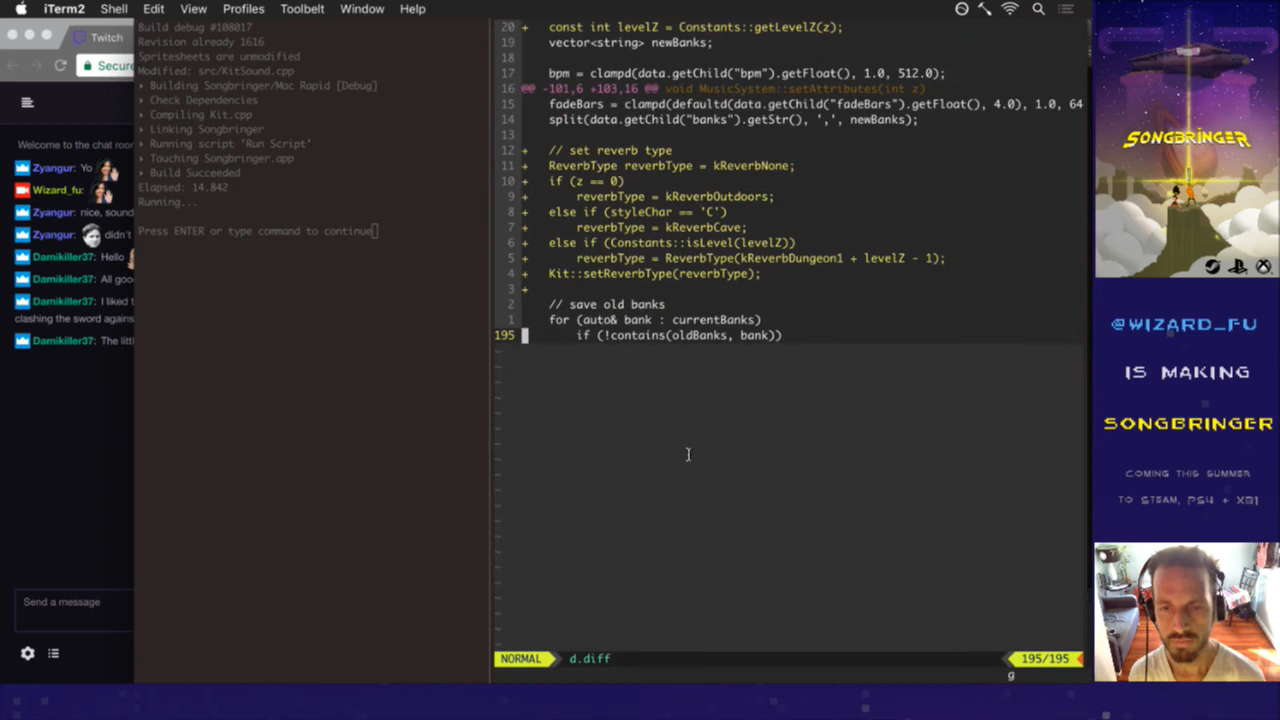 iTerm2 Shell Edit View Profiles Toolbelt Window Help
Twitch
Secure
Welcome to the chat roo
Zyangur: Yo
Wizard_fu:
Zyangur: nice, sound
Zyangur: didn't
Damikiller37: Hello
Damikiller37: All goo
Damikiller37: I liked t
clashing the sword agains
Damikiller37: The litt
Send a message
Build debug #108017
Revision already 1616
Spritesheets are unmodified
Modified: src/KitSound.cpp
Building Songbringer/Mac Rapid [Debug]
Check Dependencies
Compiling Kit.cpp
Linking Songbringer
Running script 'Run Script'
Touching Songbringer.app
Build Succeeded
Elapsed: 14.842
Running...
Press ENTER or type command to continue
20 + const int levelZ = Constants::getLevelZ(z);
19 vector<string> newBanks;
18
17 bpm = clampd(data.getChild("bpm").getFloat(), 1.0, 512.0);
16 @@ -101,6 +103,16 @@ void MusicSystem::setAttributes(int z)
15 fadeBars = clampd(defaultd(data.getChild("fadeBars").getFloat(), 4.0), 1.0, 64
14 split(data.getChild("banks").getStr(), ',', newBanks);
13
12 + // set reverb type
11 + ReverbType reverbType = kReverbNone;
10 + if (z == 0)
9 + reverbType = kReverbOutdoors;
8 + else if (styleChar == 'C')
7 + reverbType = kReverbCave;
6 + else if (Constants::isLevel(levelZ))
5 + reverbType = ReverbType(kReverbDungeon1 + levelZ - 1);
4 + Kit::setReverbType(reverbType);
3 +
2 // save old banks
1 for (auto& bank : currentBanks)
195 if (!contains(oldBanks, bank))
NORMAL d.diff 195/195
g
SONGBRINGER
@WIZARD_FU
IS MAKING
SONGBRINGER
COMING THIS SUMMER
TO STEAM, PS4 + XB1